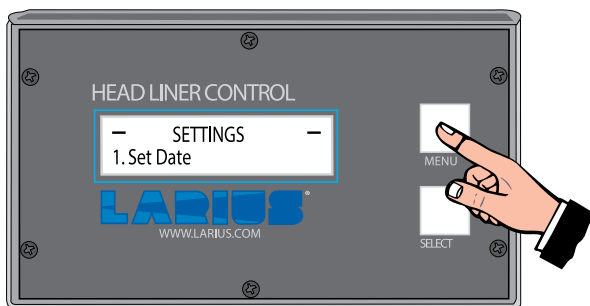 HEAD LINER CONTROL
– SETTINGS –
1. Set Date
MENU
LARIUS®
WWW.LARIUS.COM
SELECT